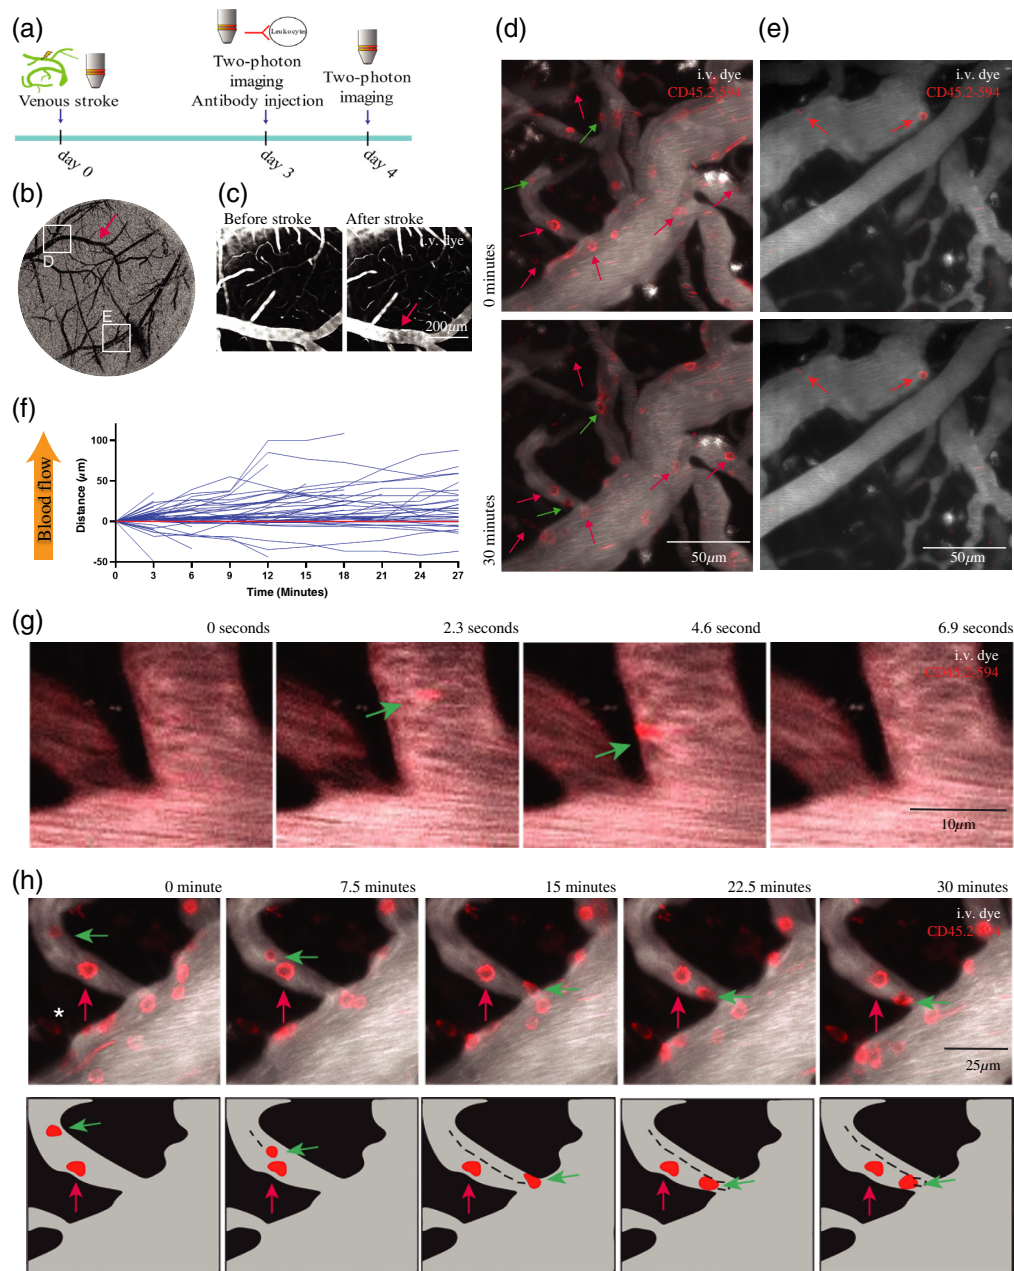 (a)
Leukocyte
Two-photon
imaging
Antibody injection
Two-photon
imaging
Venous stroke
day 0
day 3
day 4
(b)
D
E
(c)
Before stroke
After stroke
i.v. dye
200µm
(d)
i.v. dye
CD45.2-594
0 minutes
30 minutes
50µm
(e)
i.v. dye
CD45.2-594
50µm
(f)
Blood flow
Distance (µm)
100
50
0
-50
0 3 6 9 12 15 18 21 24 27
Time (Minutes)
(g)
0 seconds
2.3 seconds
4.6 second
6.9 seconds
i.v. dye
CD45.2-594
10µm
(h)
0 minute
7.5 minutes
15 minutes
22.5 minutes
30 minutes
i.v. dye
CD45.2-594
*
25µm